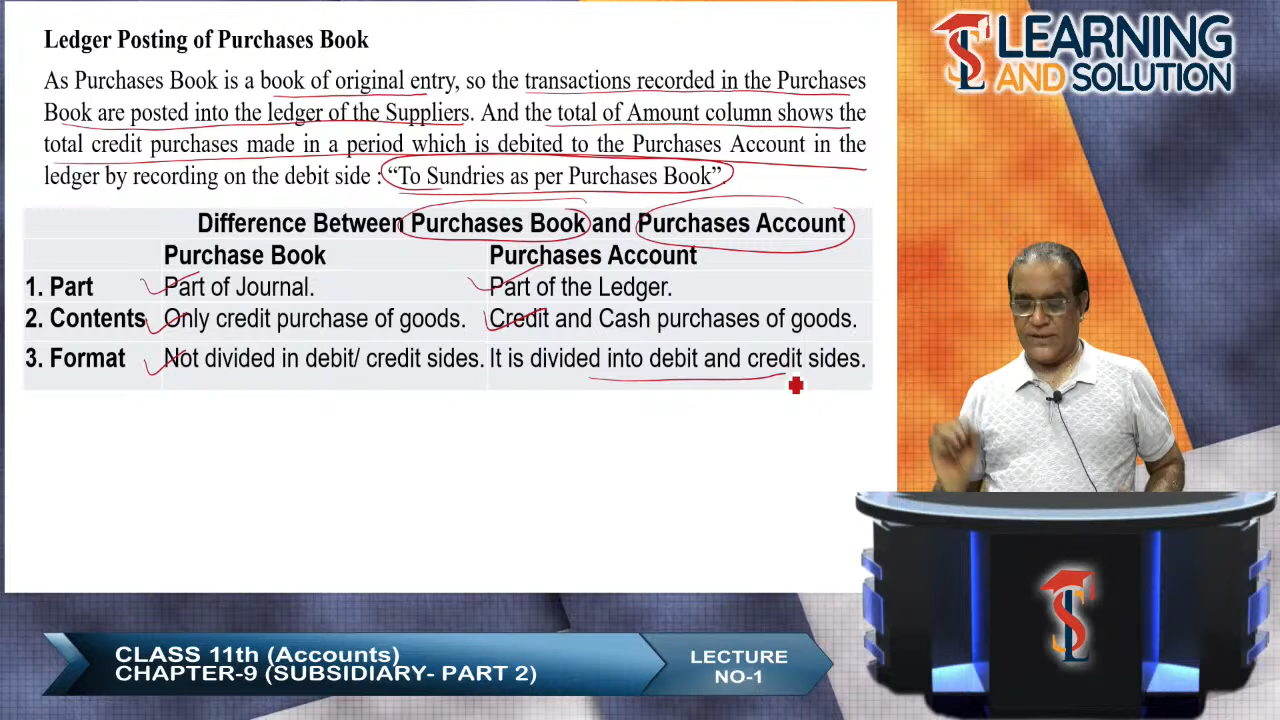 Ledger Posting of Purchases Book
As Purchases Book is a book of original entry, so the transactions recorded in the Purchases
Book are posted into the ledger of the Suppliers. And the total of Amount column shows the
total credit purchases made in a period which is debited to the Purchases Account in the
ledger by recording on the debit side : “To Sundries as per Purchases Book”.
Difference Between Purchases Book and Purchases Account
Purchase Book Purchases Account
1. Part Part of Journal. Part of the Ledger.
2. Contents Only credit purchase of goods. Credit and Cash purchases of goods.
3. Format Not divided in debit/ credit sides. It is divided into debit and credit sides.
SL LEARNING
AND SOLUTION
SL
CLASS 11th (Accounts)
CHAPTER-9 (SUBSIDIARY- PART 2)
LECTURE
NO-1